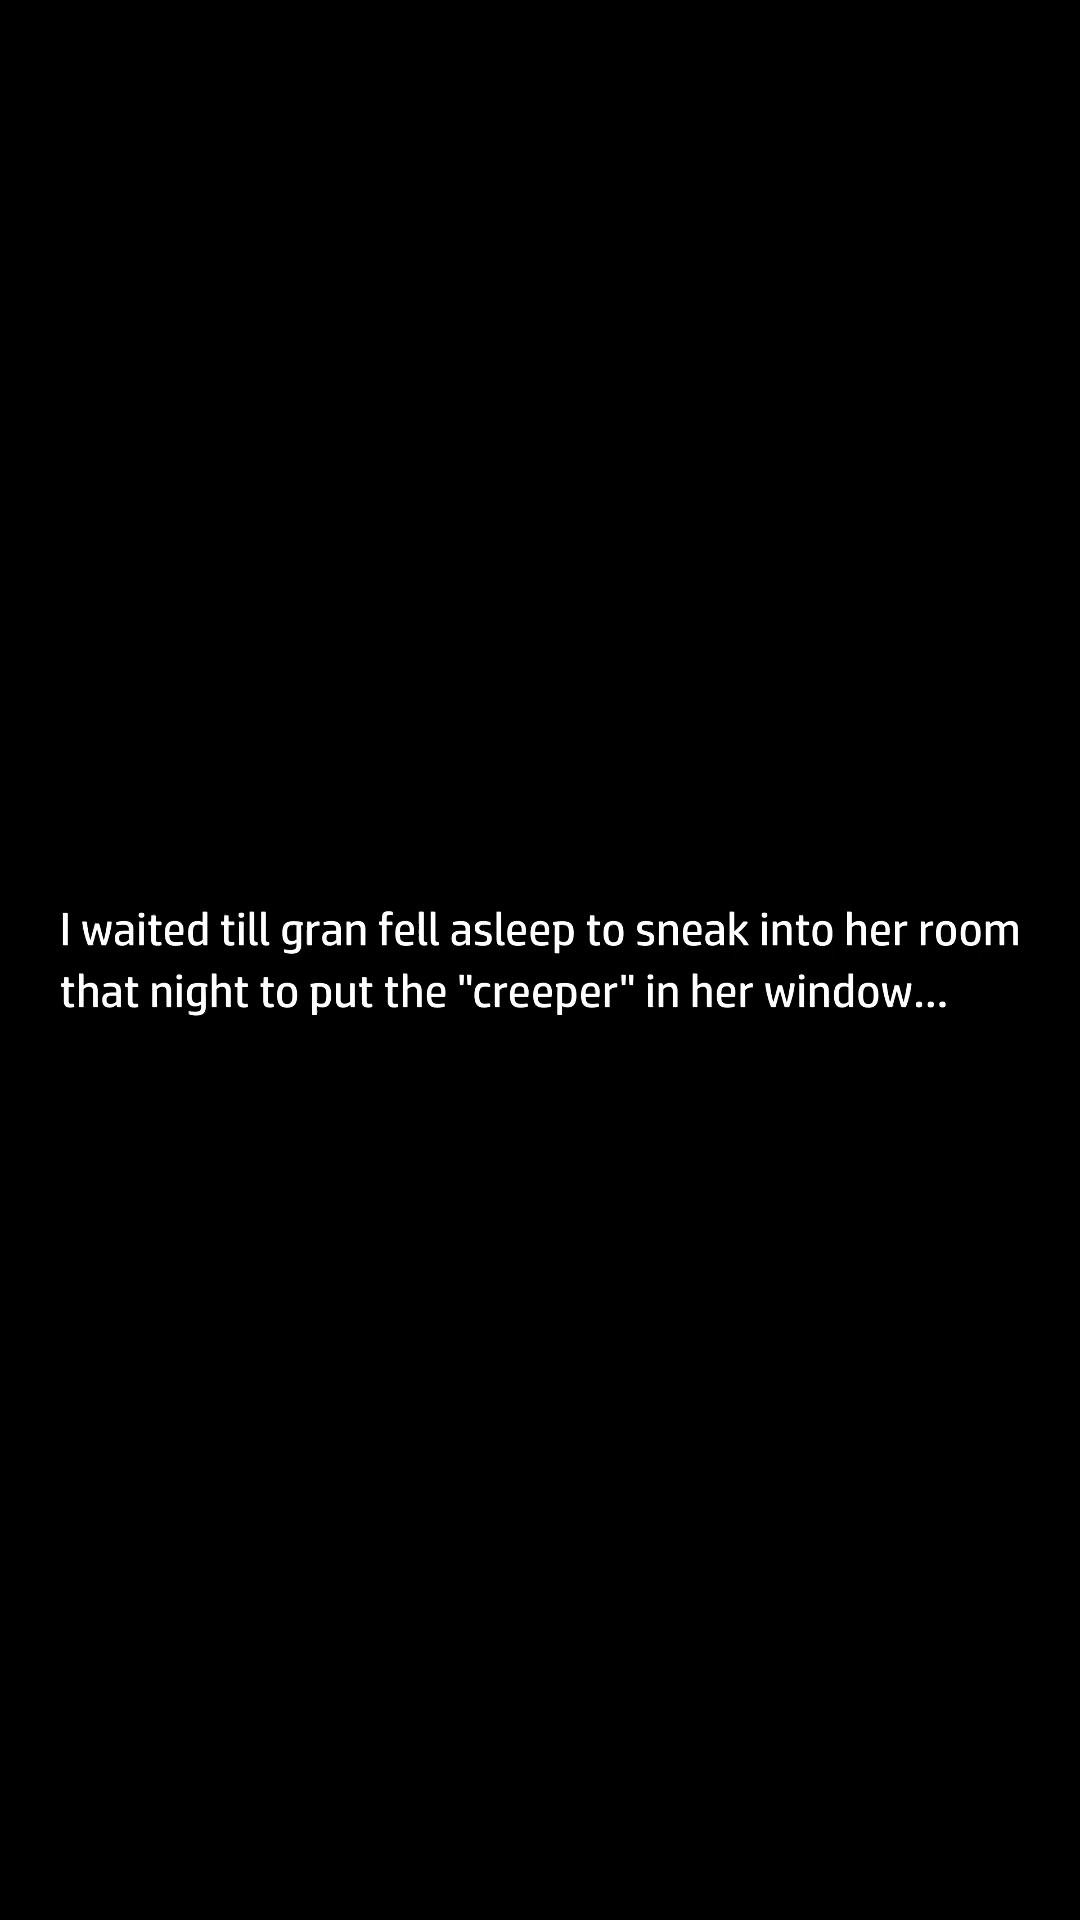 I waited till gran fell asleep to sneak into her room
that night to put the "creeper" in her window...